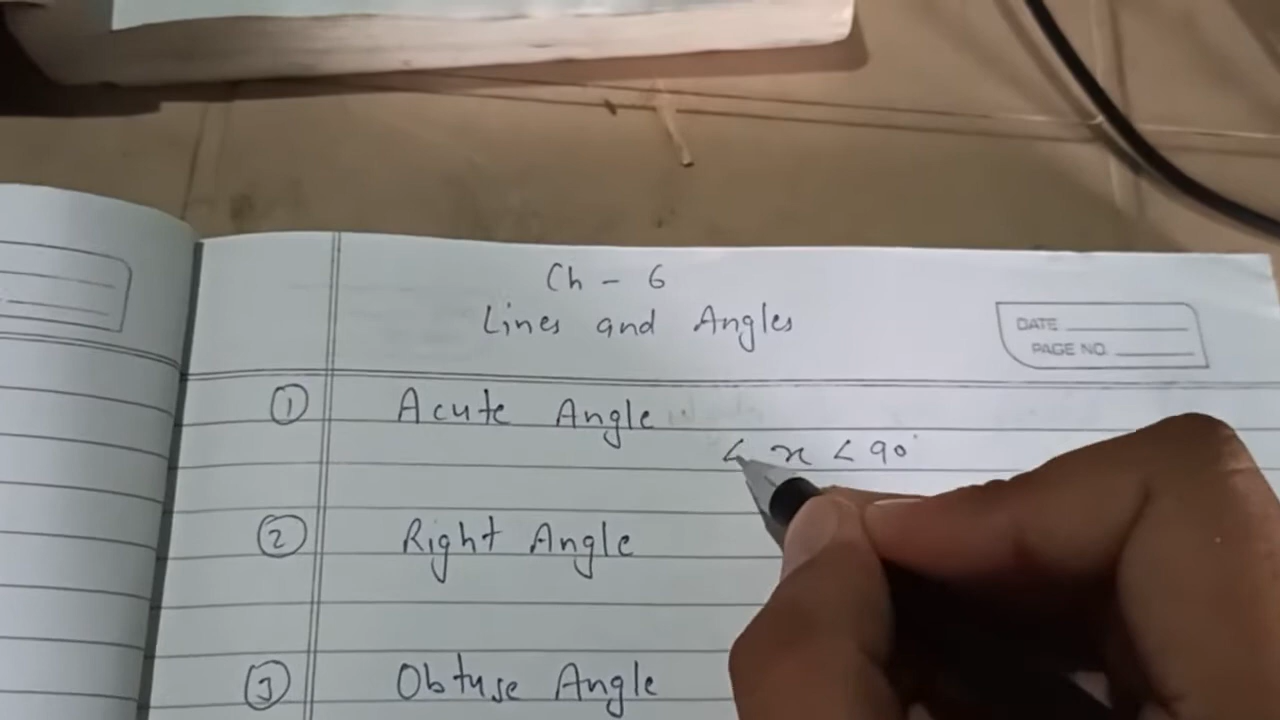 Ch - 6
Lines and Angles
DATE
PAGE NO.
① Acute Angle
< x < 90°
② Right Angle
③ Obtuse Angle